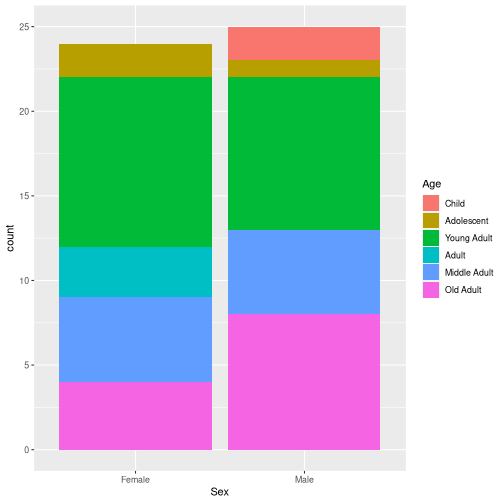 25
20
15
10
5
0
count
Female Male
Sex
Age
Child
Adolescent
Young Adult
Adult
Middle Adult
Old Adult